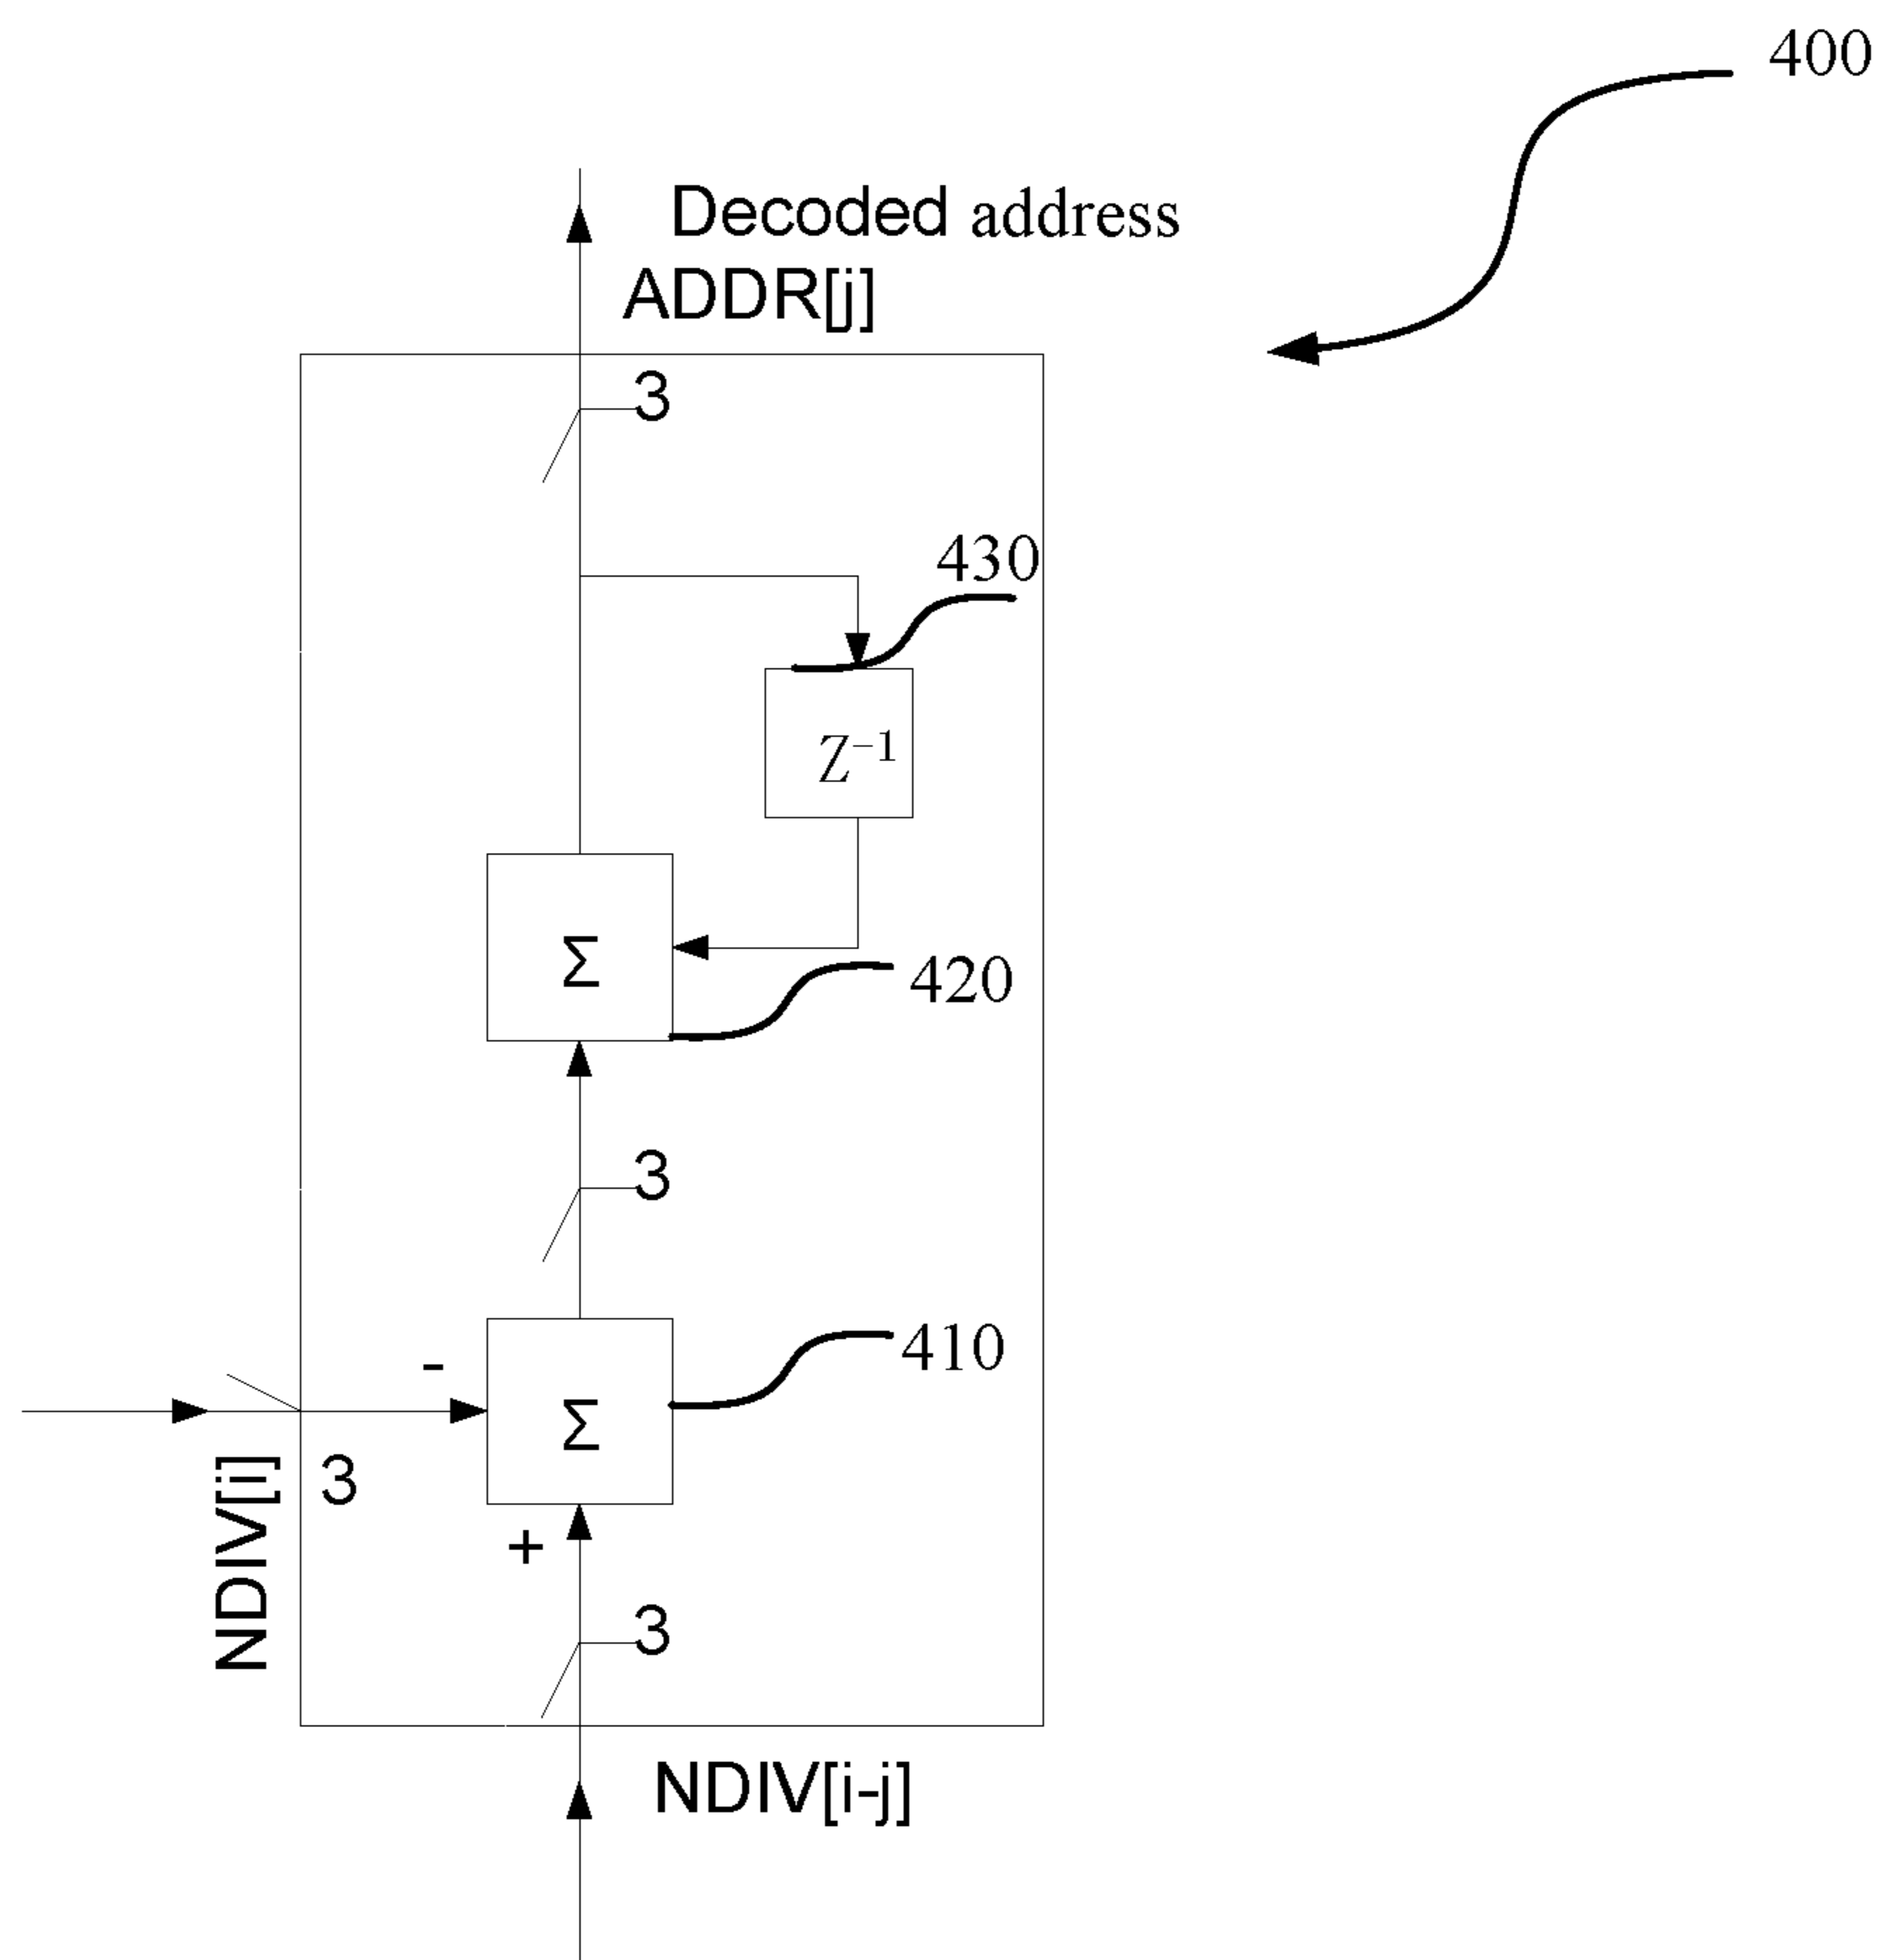 400
Decoded address
ADDR[j]
3
430
Z⁻¹
Σ
420
3
-
Σ
410
NDIV[i]
3
+
3
NDIV[i-j]